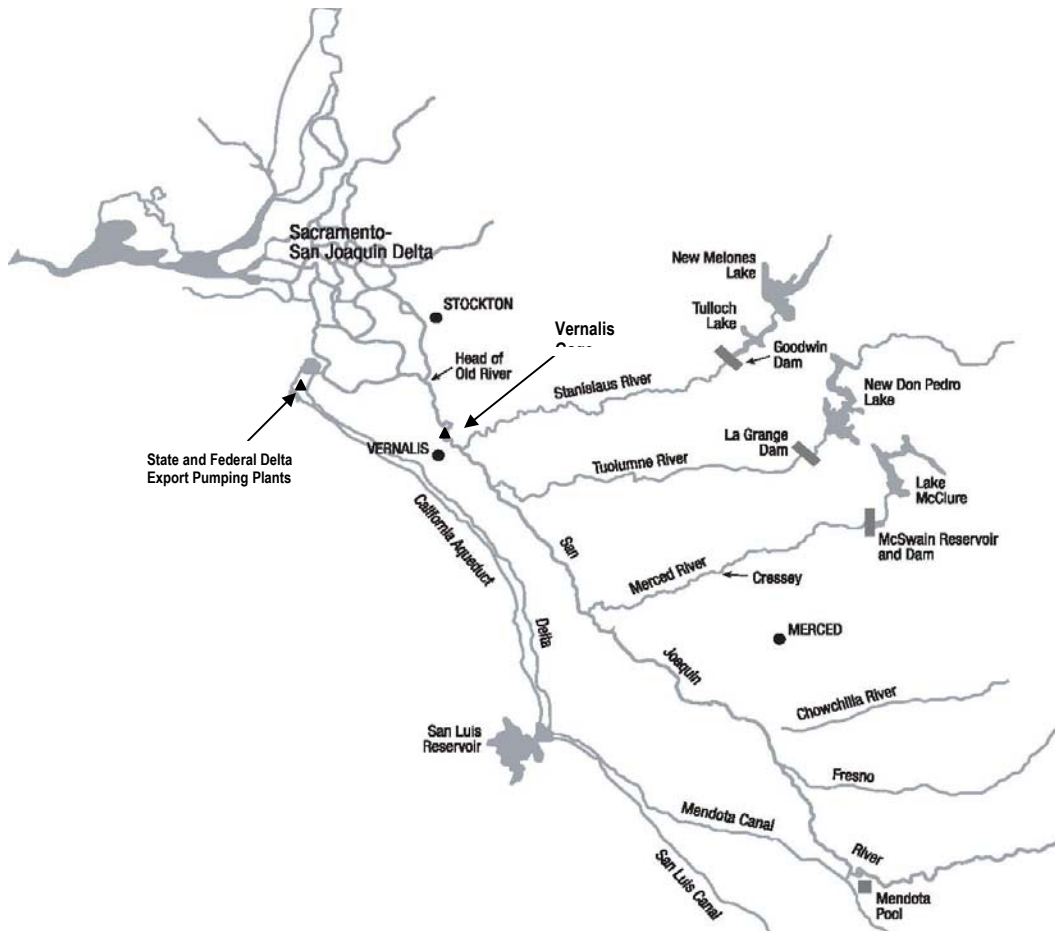 Sacramento-
San Joaquin Delta
New Melones
Lake
STOCKTON
Tulloch
Lake
Vernalis
Head of
Old River
Goodwin
Dam
Stanislaus River
New Don Pedro
Lake
La Grange
Dam
VERNALIS
State and Federal Delta
Export Pumping Plants
Tuolumne River
Lake
McClure
California Aqueduct
San
McSwain Reservoir
and Dam
Merced River
Cressey
Delta
MERCED
Joaquin
Chowchilla River
San Luis
Reservoir
Fresno
Mendota Canal
River
San Luis Canal
Mendota
Pool